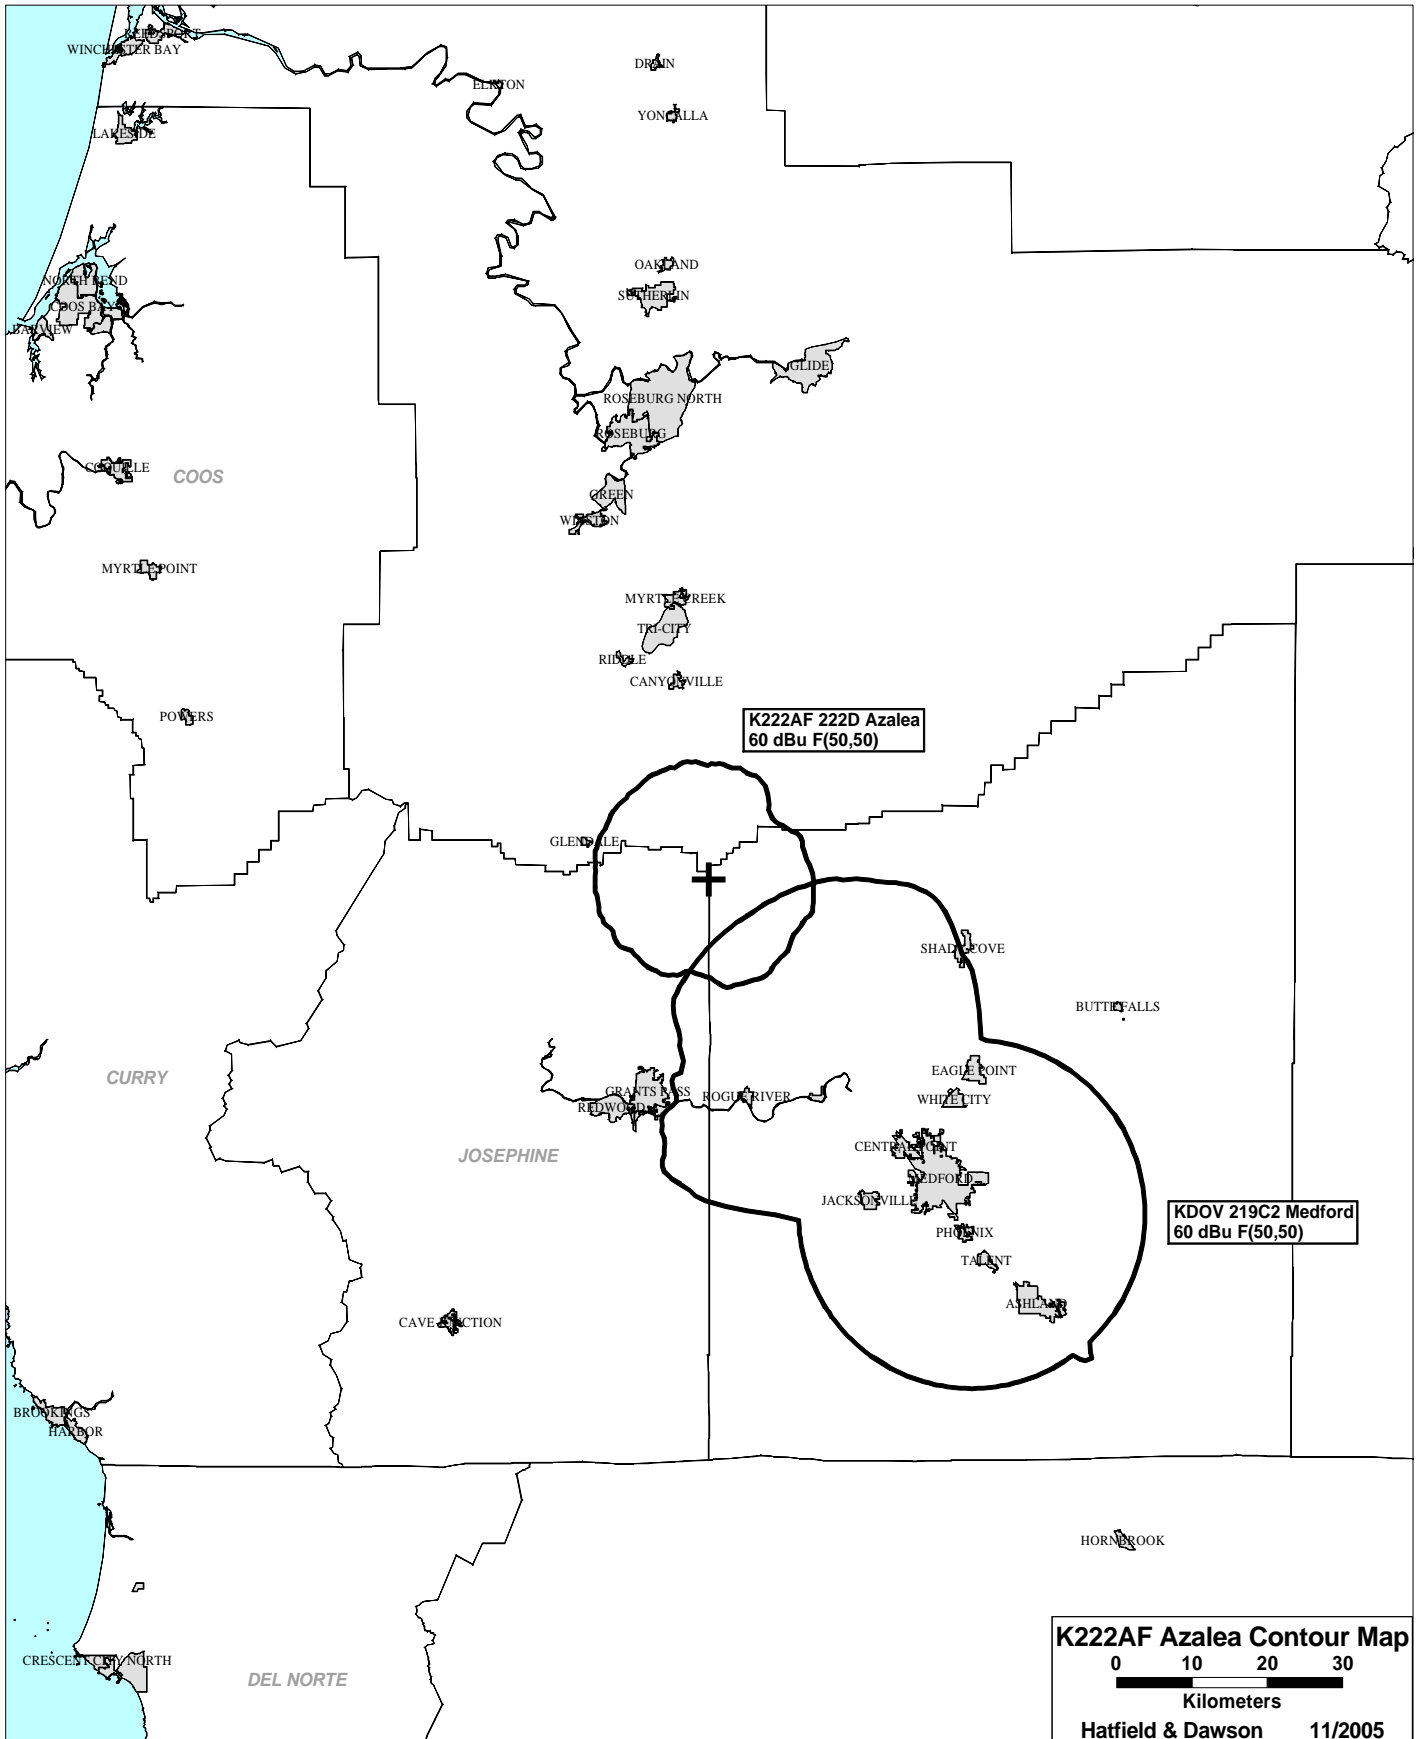 REEDSPORT
WINCHESTER BAY
DRAIN
ELKTON
YONCALLA
LAKESIDE
OAKLAND
NORTH BEND
SUTHERLIN
COOS BAY
BARVIEW
GLIDE
ROSEBURG NORTH
ROSEBURG
COQUILLE
COOS
GREEN
WINSTON
MYRTLE POINT
MYRTLE CREEK
TRI-CITY
RIDDLE
CANYONVILLE
POWERS
K222AF 222D Azalea
60 dBu F(50,50)
GLENDALE
SHADY COVE
BUTTE FALLS
CURRY
EAGLE POINT
GRANTS PASS
ROGUE RIVER
WHITE CITY
REDWOOD
JOSEPHINE
CENTRAL POINT
MEDFORD
JACKSONVILLE
KDOV 219C2 Medford
60 dBu F(50,50)
PHOENIX
TALENT
ASHLAND
CAVE JUNCTION
BROOKINGS
HARBOR
HORNBROOK
CRESCENT CITY NORTH
DEL NORTE
K222AF Azalea Contour Map
0 10 20 30
Kilometers
Hatfield & Dawson 11/2005